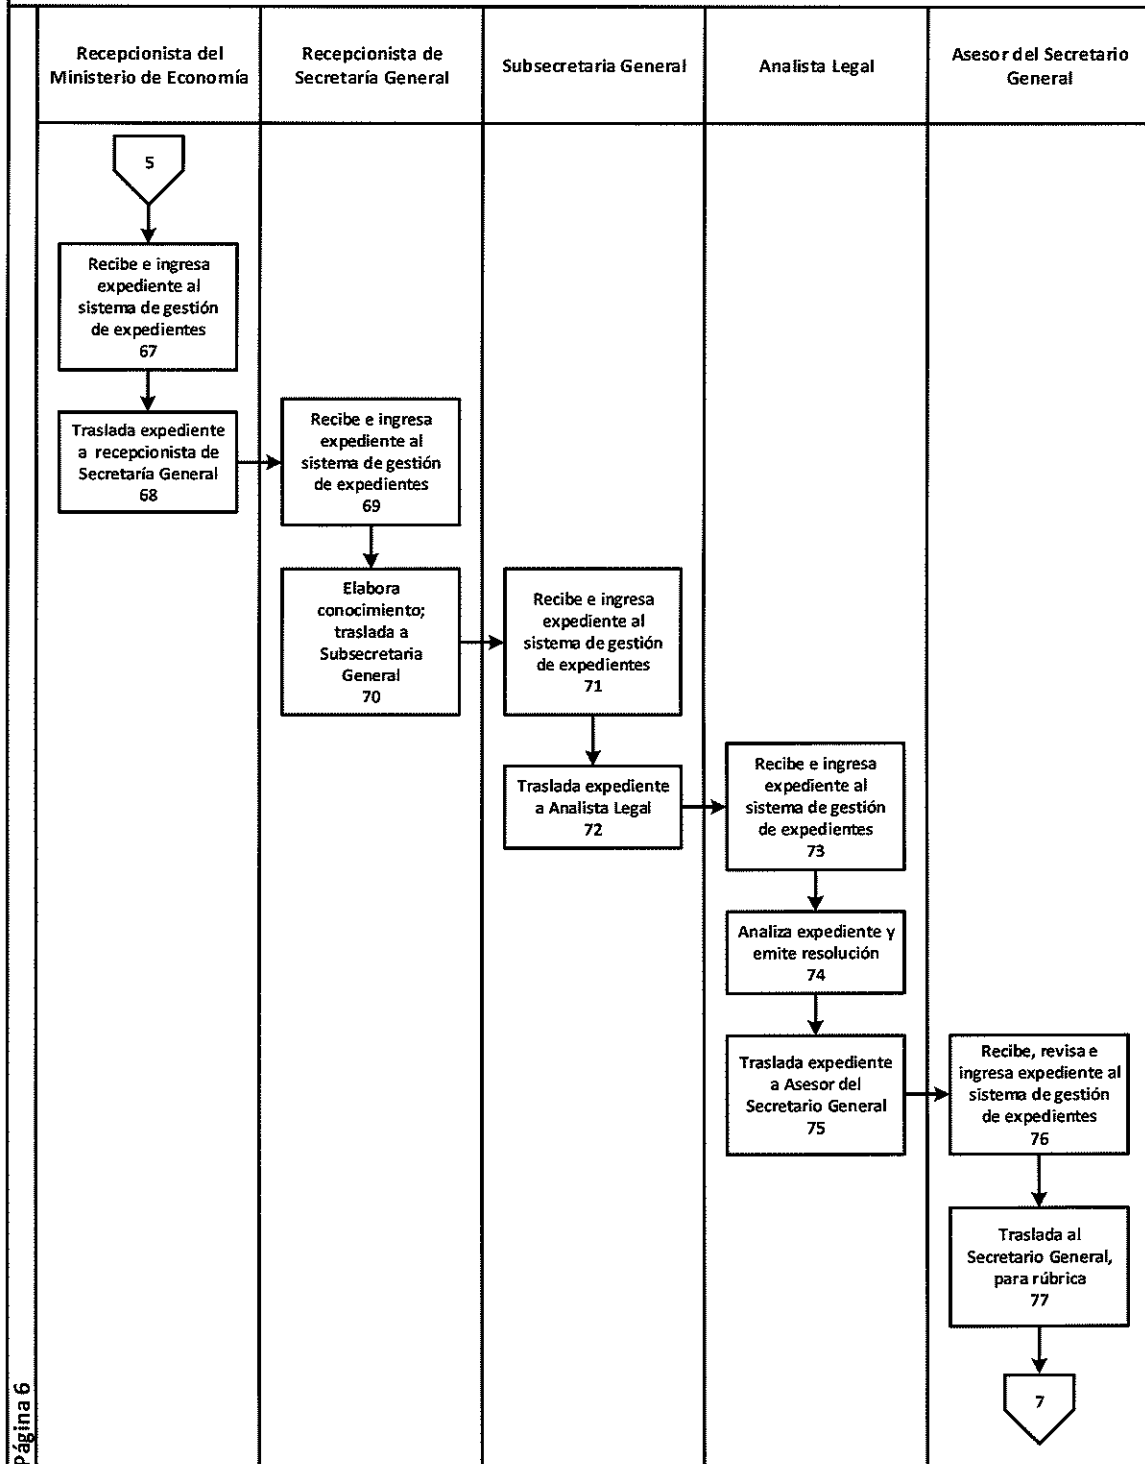 Recepcionista del
Ministerio de Economía
Recepcionista de
Secretaría General
Subsecretaria General
Analista Legal
Asesor del Secretario
General
5
Recibe e ingresa
expediente al
sistema de gestión
de expedientes
67
Traslada expediente
a recepcionista de
Secretaría General
68
Recibe e ingresa
expediente al
sistema de gestión
de expedientes
69
Elabora
conocimiento;
traslada a
Subsecretaria
General
70
Recibe e ingresa
expediente al
sistema de gestión
de expedientes
71
Traslada expediente
a Analista Legal
72
Recibe e ingresa
expediente al
sistema de gestión
de expedientes
73
Analiza expediente y
emite resolución
74
Traslada expediente
a Asesor del
Secretario General
75
Recibe, revisa e
ingresa expediente al
sistema de gestión
de expedientes
76
Traslada al
Secretario General,
para rúbrica
77
7
Página 6